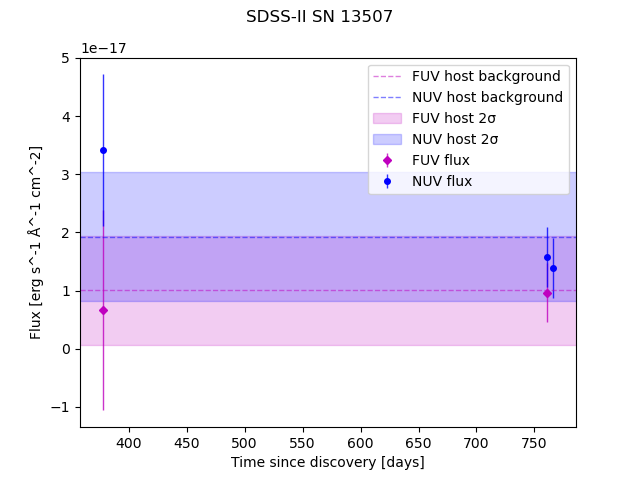 SDSS-II SN 13507
1e−17
5
4
3
2
1
0
−1
Flux [erg s^-1 Å^-1 cm^-2]
FUV host background
NUV host background
FUV host 2σ
NUV host 2σ
FUV flux
NUV flux
400 450 500 550 600 650 700 750
Time since discovery [days]